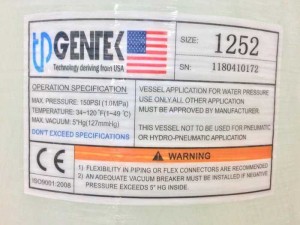 GENTEK
Technology deriving from USA
SIZE: 1252
SN: 1180410172
OPERATION SPECIFICATION
MAX. PRESSURE: 150PSI (1.0MPa)
TEMPERATURE: 34~120°F(1~49°C)
MAX. VACUUM: 5"Hg(127mmHg)
DON'T EXCEED SPECIFICATIONS
VESSEL APPLICATION FOR WATER PRESSURE
USE ONLY.ALL OTHER APPLICATION
MUST BE APPROVED BY MANUFACTURER.
THIS VESSEL NOT TO BE USED FOR PNEUMATIC
OR HYDRO-PNEUMATIC APPLICATION
CE
ISO9001:2008
WARNING
1) FLEXIBILITY IN PIPING OR FLEX CONNECTORS ARE RECOMMENDED
2) AN ADEQUATE VACUUM BREAKER MUST BE INSTALLED IF NEGATIVE
PRESSURE EXCEEDS 5" HG INSIDE